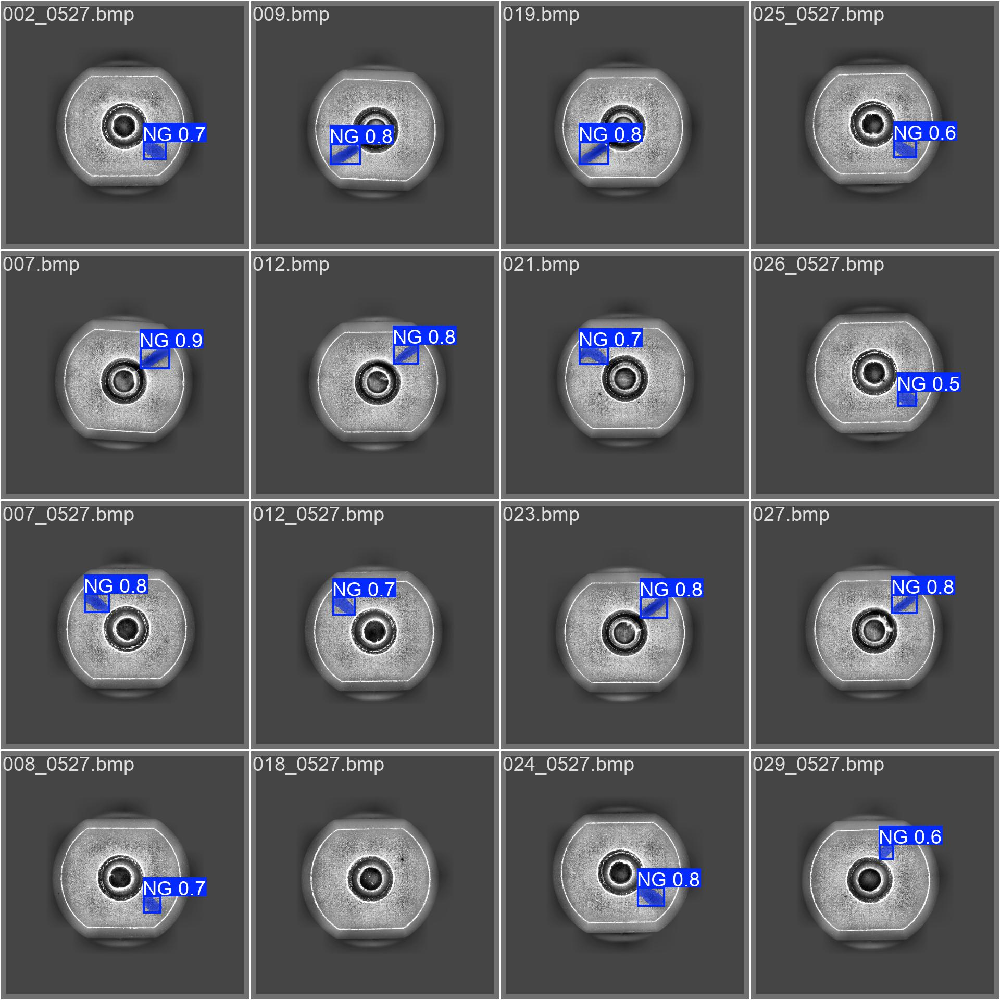 002_0527.bmp
009.bmp
019.bmp
025_0527.bmp
NG 0.7
NG 0.8
NG 0.8
NG 0.6
007.bmp
012.bmp
021.bmp
026_0527.bmp
NG 0.9
NG 0.8
NG 0.7
NG 0.5
007_0527.bmp
012_0527.bmp
023.bmp
027.bmp
NG 0.8
NG 0.7
NG 0.8
NG 0.8
008_0527.bmp
018_0527.bmp
024_0527.bmp
029_0527.bmp
NG 0.7
NG 0.8
NG 0.6